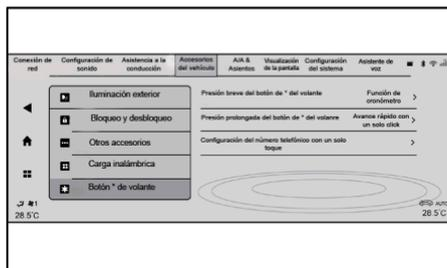 Conexión de red
Configuración de sonido
Asistencia a la conducción
Accesorios del vehículo
A/A & Asientos
Visualización de la pantalla
Configuración del sistema
Asistente de voz
Iluminación exterior
Bloqueo y desbloqueo
Otros accesorios
Carga inalámbrica
Botón * de volante
Presión breve del botón de * del volante
Función de cronómetro
Presión prolongada del botón de * del volanre
Avance rápido con un solo click
Configuración del número telefónico con un solo toque
1
28.5°C
AUTO
28.5°C